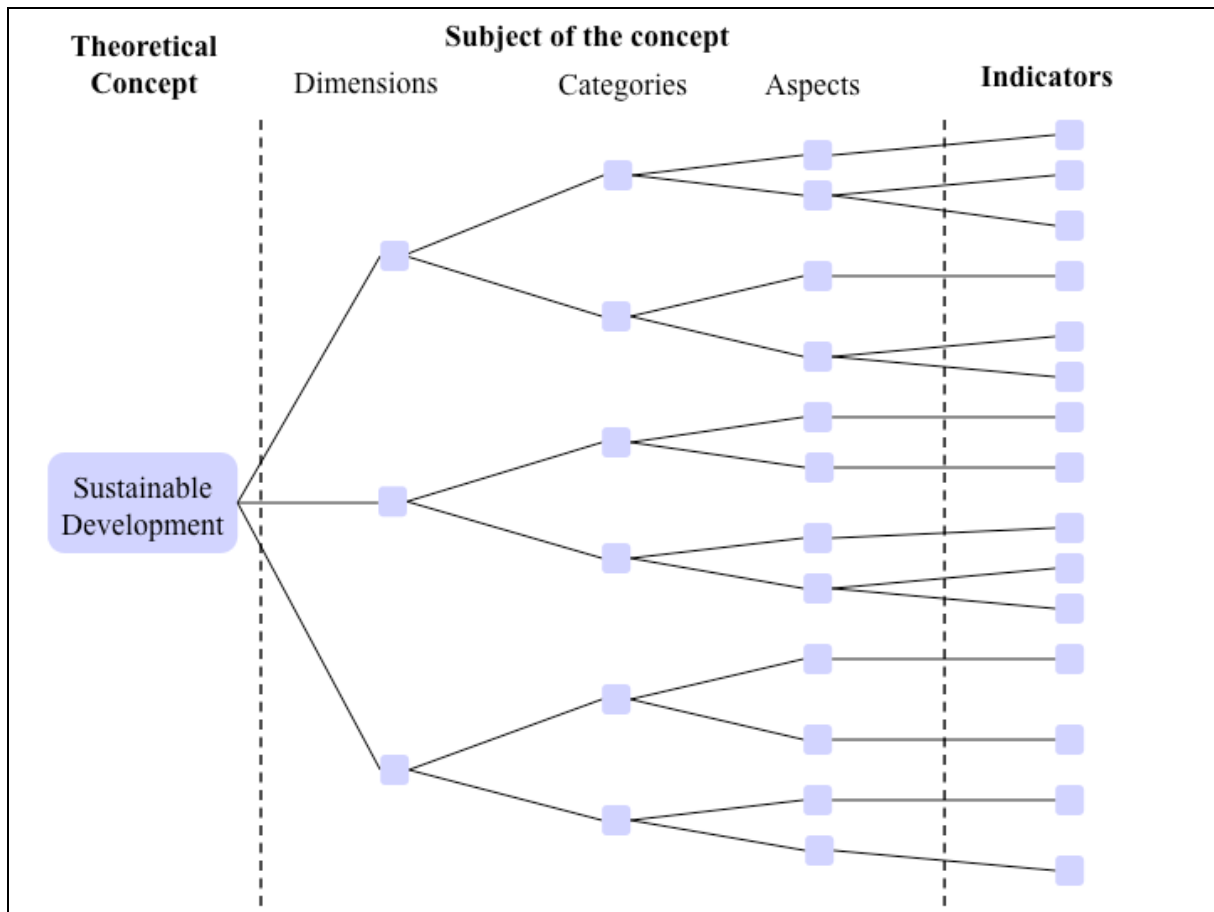 Theoretical
Concept
Subject of the concept
Dimensions
Categories
Aspects
Indicators
Sustainable
Development